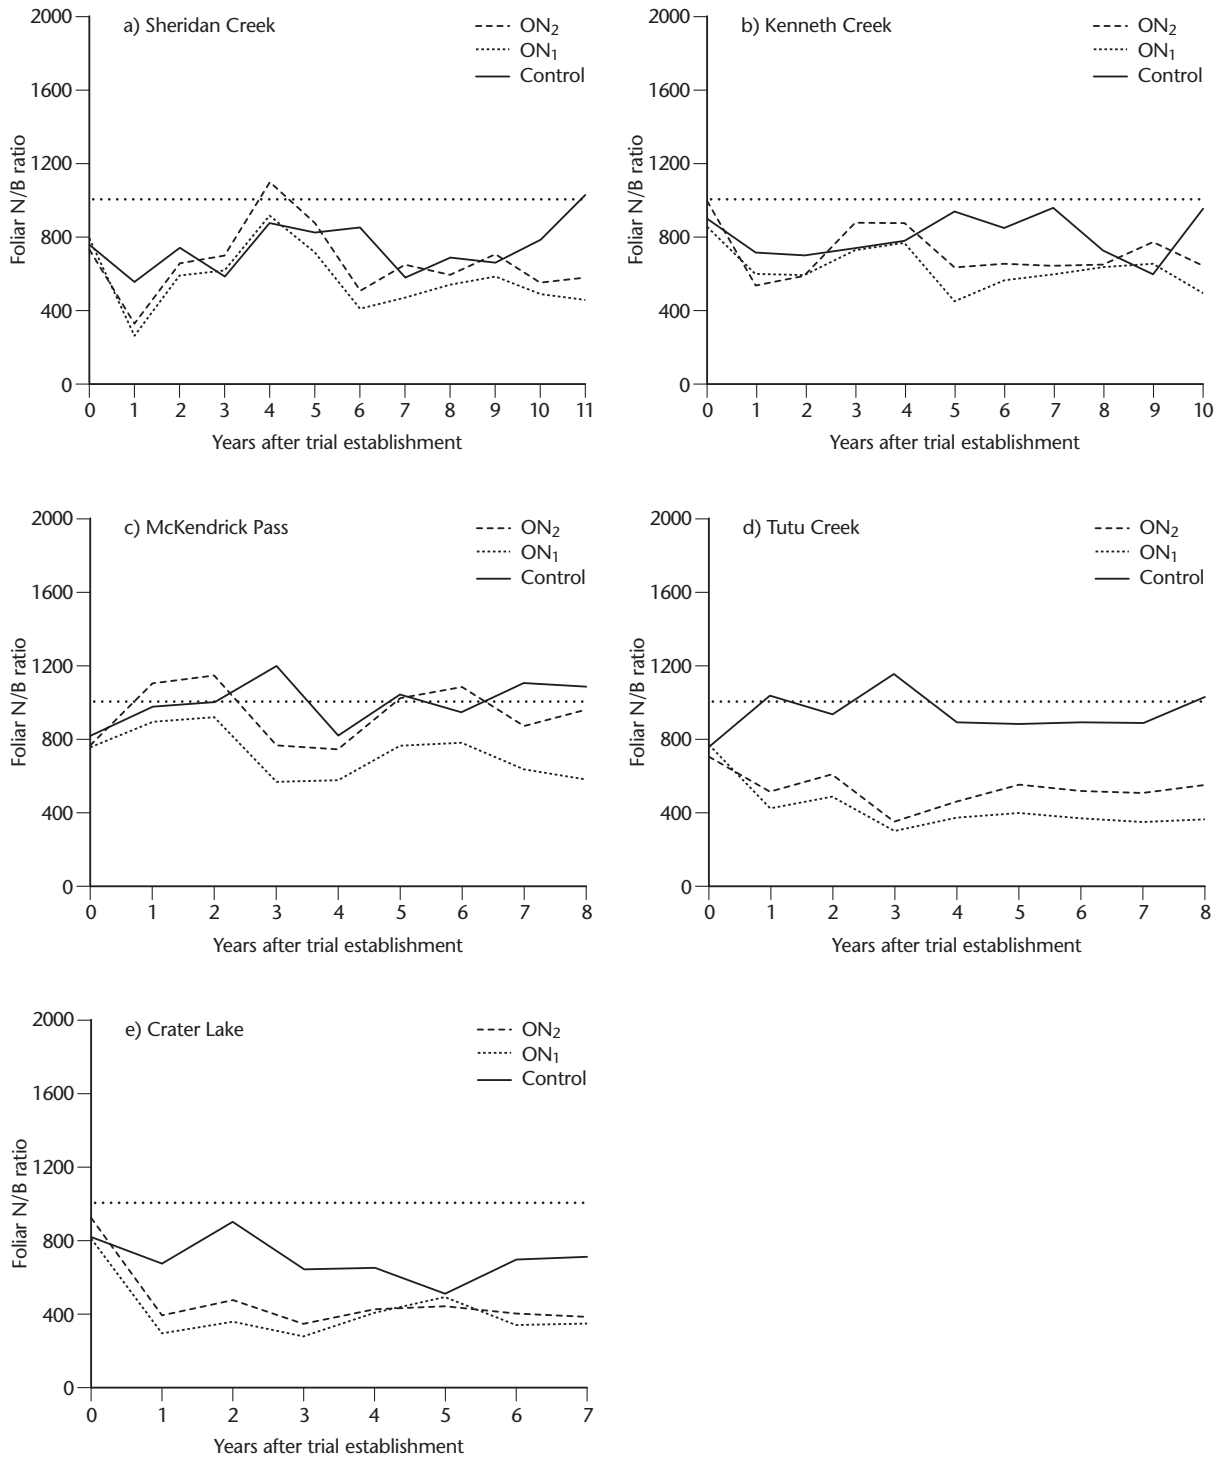 a) Sheridan Creek
ON2
ON1
Control
2000
1600
1200
800
400
0
Foliar N/B ratio
0 1 2 3 4 5 6 7 8 9 10 11
Years after trial establishment
b) Kenneth Creek
ON2
ON1
Control
2000
1600
1200
800
400
0
Foliar N/B ratio
0 1 2 3 4 5 6 7 8 9 10
Years after trial establishment
c) McKendrick Pass
ON2
ON1
Control
2000
1600
1200
800
400
0
Foliar N/B ratio
0 1 2 3 4 5 6 7 8
Years after trial establishment
d) Tutu Creek
ON2
ON1
Control
2000
1600
1200
800
400
0
Foliar N/B ratio
0 1 2 3 4 5 6 7 8
Years after trial establishment
e) Crater Lake
ON2
ON1
Control
2000
1600
1200
800
400
0
Foliar N/B ratio
0 1 2 3 4 5 6 7
Years after trial establishment